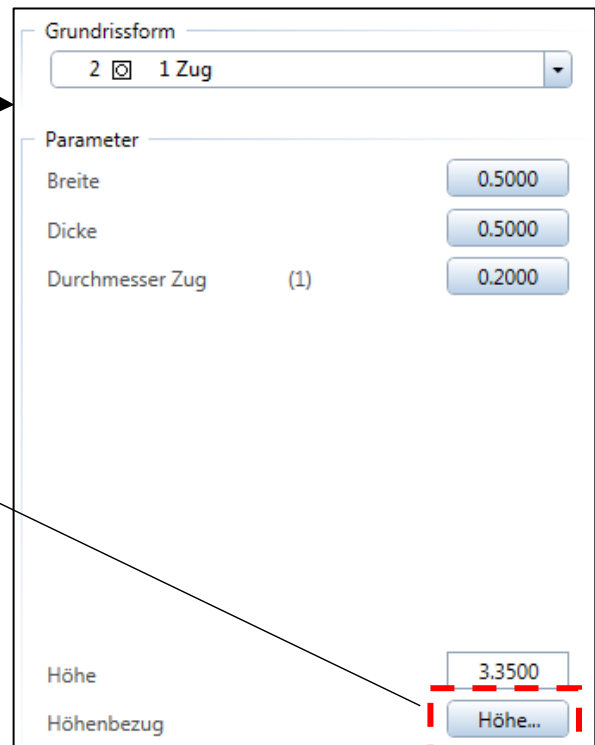 Grundrissform
2 1 Zug
Parameter
Breite 0.5000
Dicke 0.5000
Durchmesser Zug (1) 0.2000
Höhe 3.3500
Höhenbezug Höhe...